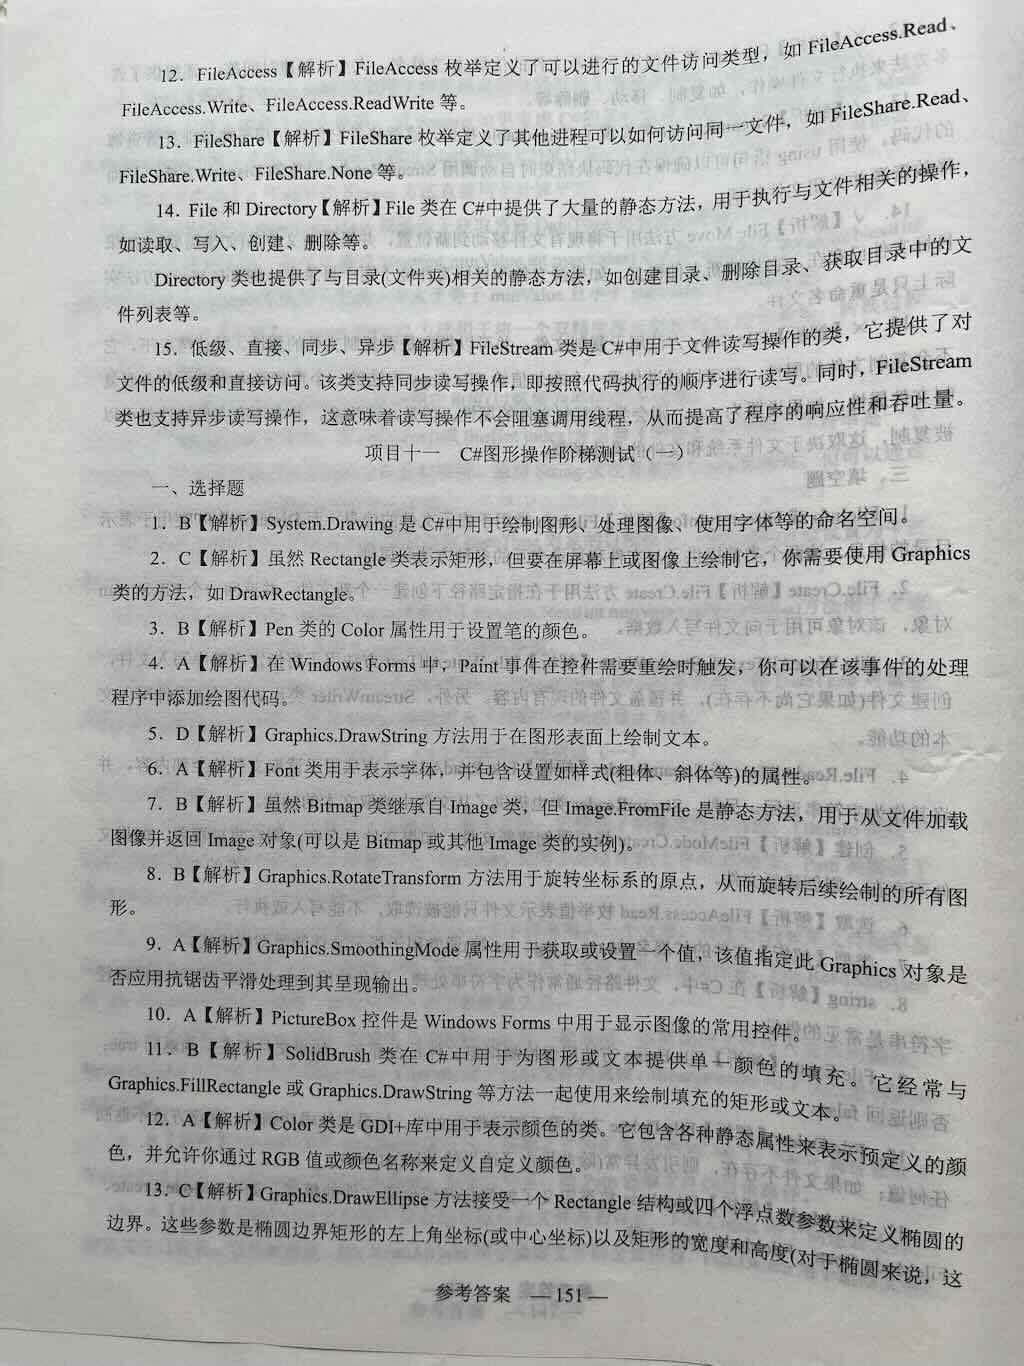 12．FileAccess【解析】FileAccess 枚举定义了可以进行的文件访问类型，如 FileAccess.Read、
FileAccess.Write、FileAccess.ReadWrite 等。
13．FileShare【解析】FileShare 枚举定义了其他进程可以如何访问同一文件，如 FileShare.Read、
FileShare.Write、FileShare.None 等。
14．File 和 Directory【解析】File 类在 C#中提供了大量的静态方法，用于执行与文件相关的操作，
如读取、写入、创建、删除等。
Directory 类也提供了与目录(文件夹)相关的静态方法，如创建目录、删除目录、获取目录中的文
件列表等。
15．低级、直接、同步、异步【解析】FileStream 类是 C#中用于文件读写操作的类，它提供了对
文件的低级和直接访问。该类支持同步读写操作，即按照代码执行的顺序进行读写。同时，FileStream
类也支持异步读写操作，这意味着读写操作不会阻塞调用线程，从而提高了程序的响应性和吞吐量。
项目十一　C#图形操作阶梯测试（一）
一、选择题
1．B【解析】System.Drawing 是 C#中用于绘制图形、处理图像、使用字体等的命名空间。
2．C【解析】虽然 Rectangle 类表示矩形，但要在屏幕上或图像上绘制它，你需要使用 Graphics
类的方法，如 DrawRectangle。
3．B【解析】Pen 类的 Color 属性用于设置笔的颜色。
4．A【解析】在 Windows Forms 中，Paint 事件在控件需要重绘时触发，你可以在该事件的处理
程序中添加绘图代码。
5．D【解析】Graphics.DrawString 方法用于在图形表面上绘制文本。
6．A【解析】Font 类用于表示字体，并包含设置如样式(粗体、斜体等)的属性。
7．B【解析】虽然 Bitmap 类继承自 Image 类，但 Image.FromFile 是静态方法，用于从文件加载
图像并返回 Image 对象(可以是 Bitmap 或其他 Image 类的实例)。
8．B【解析】Graphics.RotateTransform 方法用于旋转坐标系的原点，从而旋转后续绘制的所有图
形。
9．A【解析】Graphics.SmoothingMode 属性用于获取或设置一个值，该值指定此 Graphics 对象是
否应用抗锯齿平滑处理到其呈现输出。
10．A【解析】PictureBox 控件是 Windows Forms 中用于显示图像的常用控件。
11．B【解析】SolidBrush 类在 C#中用于为图形或文本提供单一颜色的填充。它经常与
Graphics.FillRectangle 或 Graphics.DrawString 等方法一起使用来绘制填充的矩形或文本。
12．A【解析】Color 类是 GDI+库中用于表示颜色的类。它包含各种静态属性来表示预定义的颜
色，并允许你通过 RGB 值或颜色名称来定义自定义颜色。
13．C【解析】Graphics.DrawEllipse 方法接受一个 Rectangle 结构或四个浮点数参数来定义椭圆的
边界。这些参数是椭圆边界矩形的左上角坐标(或中心坐标)以及矩形的宽度和高度(对于椭圆来说，这
参考答案　—151—